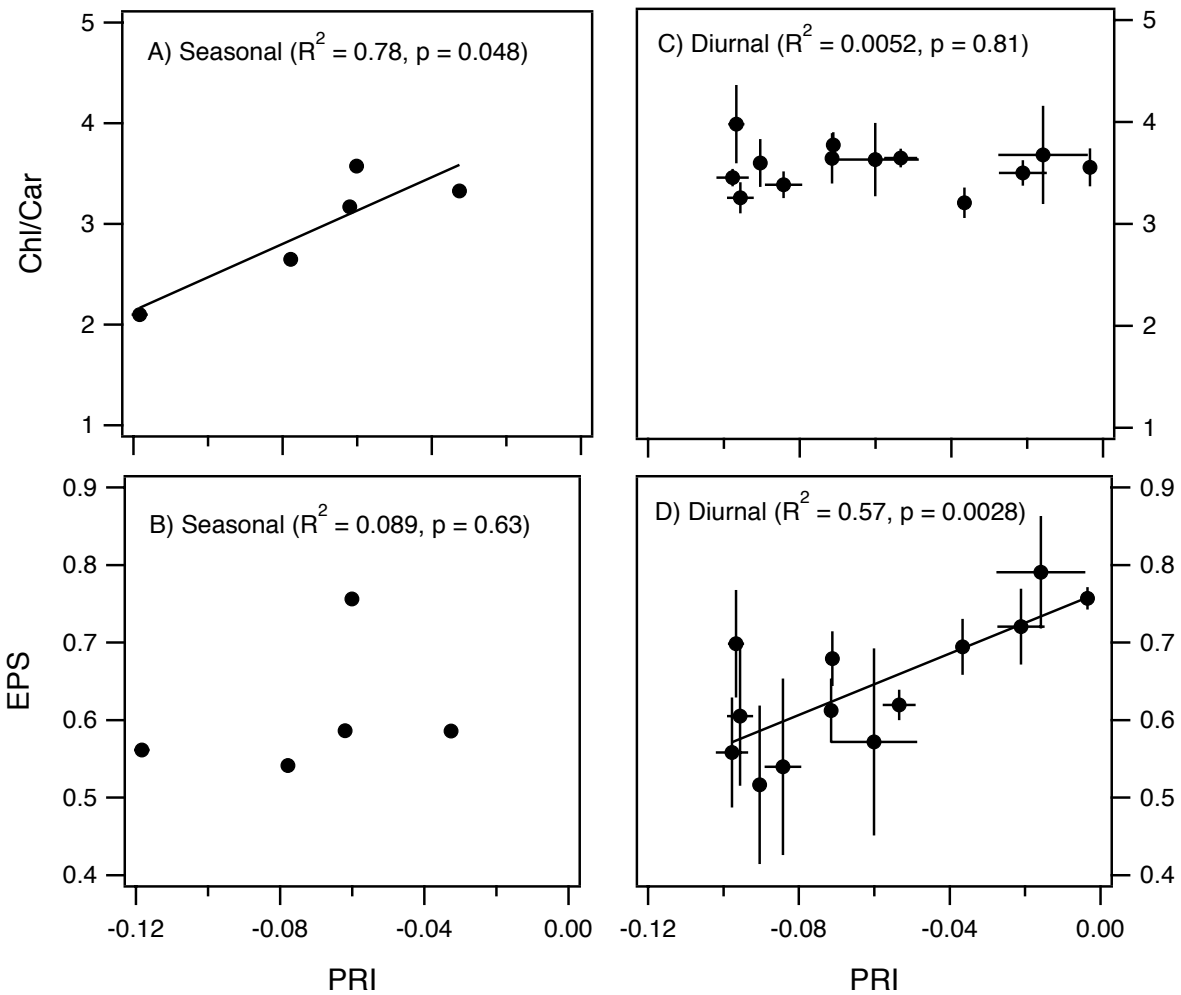 A) Seasonal (R² = 0.78, p = 0.048)
5
4
3
2
1
Chl/Car
C) Diurnal (R² = 0.0052, p = 0.81)
5
4
3
2
1
B) Seasonal (R² = 0.089, p = 0.63)
0.9
0.8
0.7
0.6
0.5
0.4
EPS
-0.12 -0.08 -0.04 0.00
PRI
D) Diurnal (R² = 0.57, p = 0.0028)
0.9
0.8
0.7
0.6
0.5
0.4
-0.12 -0.08 -0.04 0.00
PRI